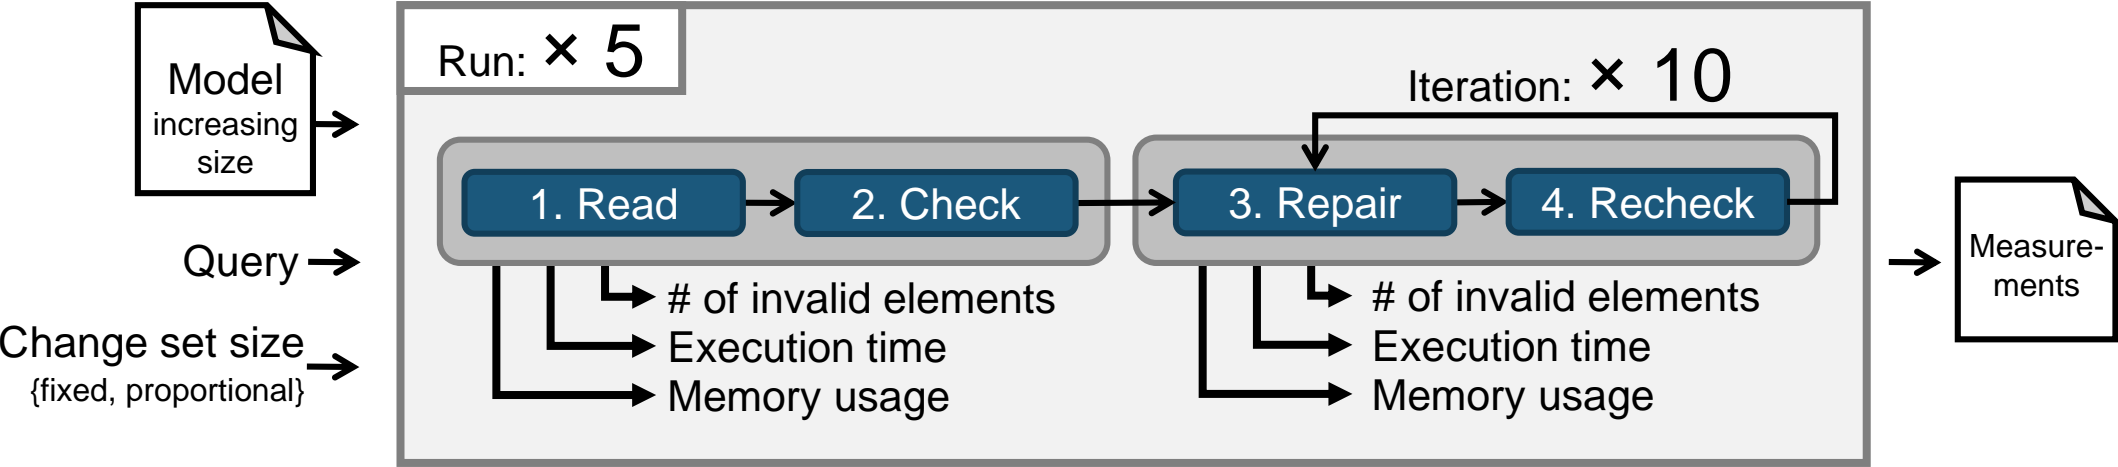 Model
increasing
size
Query
Change set size
{fixed, proportional}
Run: × 5
Iteration: × 10
1. Read
2. Check
3. Repair
4. Recheck
# of invalid elements
Execution time
Memory usage
# of invalid elements
Execution time
Memory usage
Measure-
ments